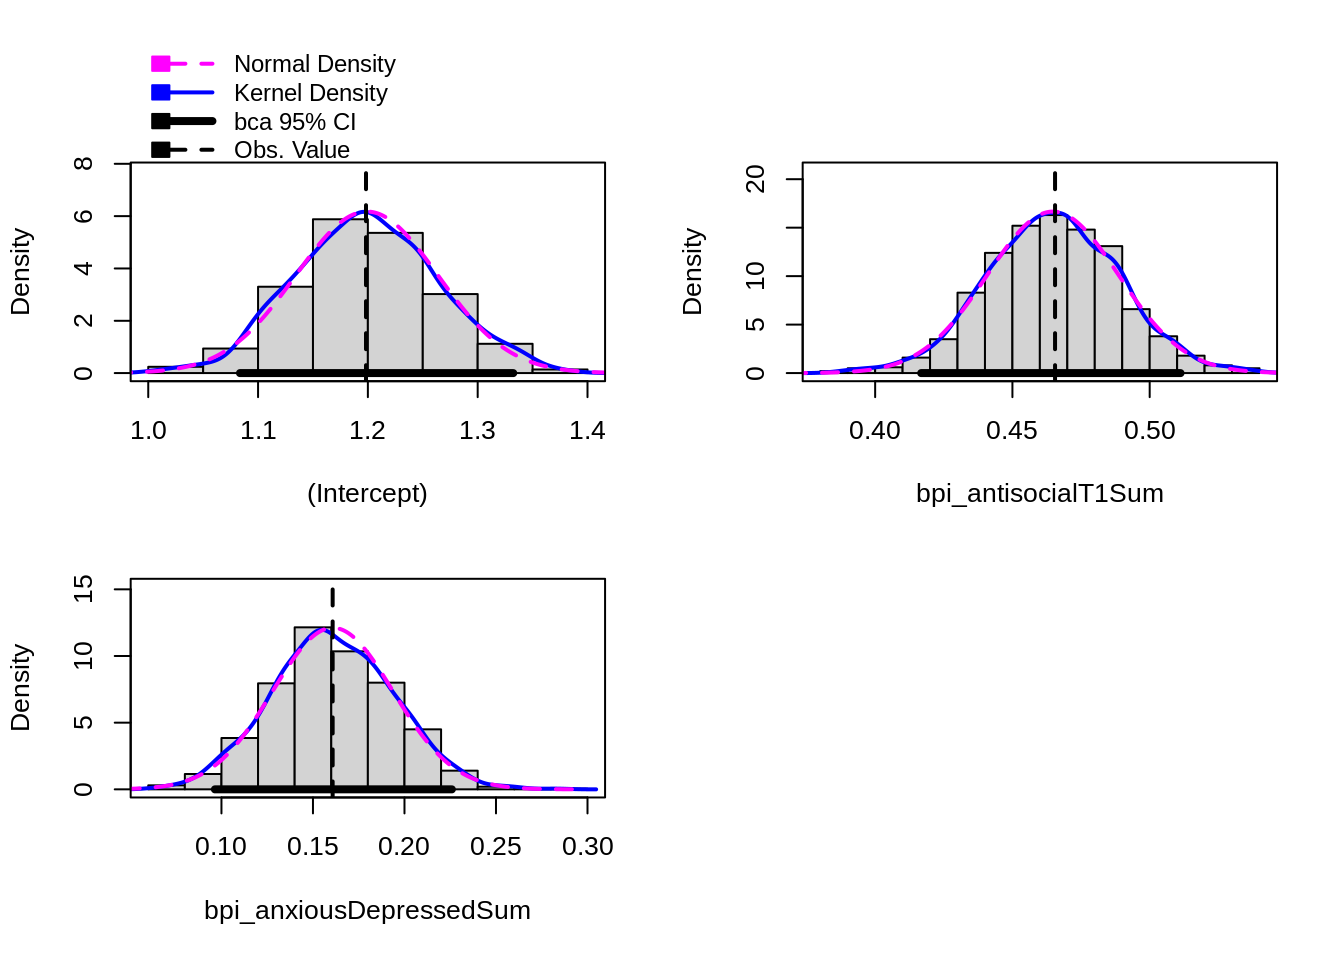 Normal Density
Kernel Density
bca 95% CI
Obs. Value
Density
8
6
4
2
0
1.0 1.1 1.2 1.3 1.4
(Intercept)
Density
20
10
5
0
0.40 0.45 0.50
bpi_antisocialT1Sum
Density
15
10
5
0
0.10 0.15 0.20 0.25 0.30
bpi_anxiousDepressedSum